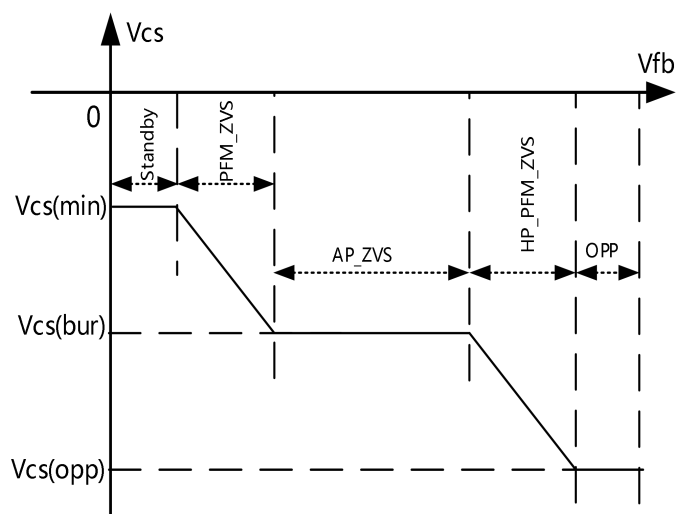 Vcs
Vfb
0
Standby
PFM_ZVS
HP_PFM_ZVS
Vcs(min)
AP_ZVS
OPP
Vcs(bur)
Vcs(opp)